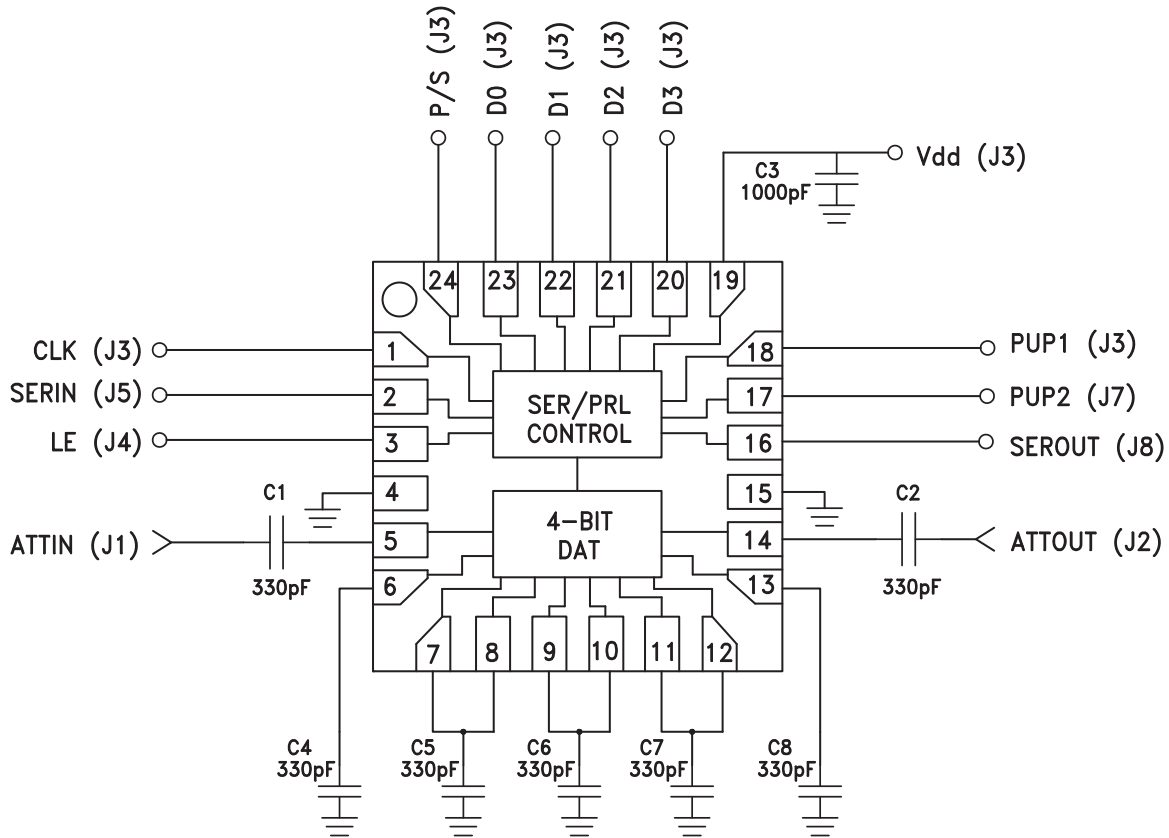 P/S (J3)
D0 (J3)
D1 (J3)
D2 (J3)
D3 (J3)
Vdd (J3)
C3
1000pF
24
23
22
21
20
19
CLK (J3)
1
18
PUP1 (J3)
SERIN (J5)
2
SER/PRL
CONTROL
17
PUP2 (J7)
LE (J4)
3
16
SEROUT (J8)
C1
4
15
C2
ATTIN (J1)
5
4-BIT
DAT
14
ATTOUT (J2)
330pF
6
13
330pF
7
8
9
10
11
12
C4
330pF
C5
330pF
C6
330pF
C7
330pF
C8
330pF